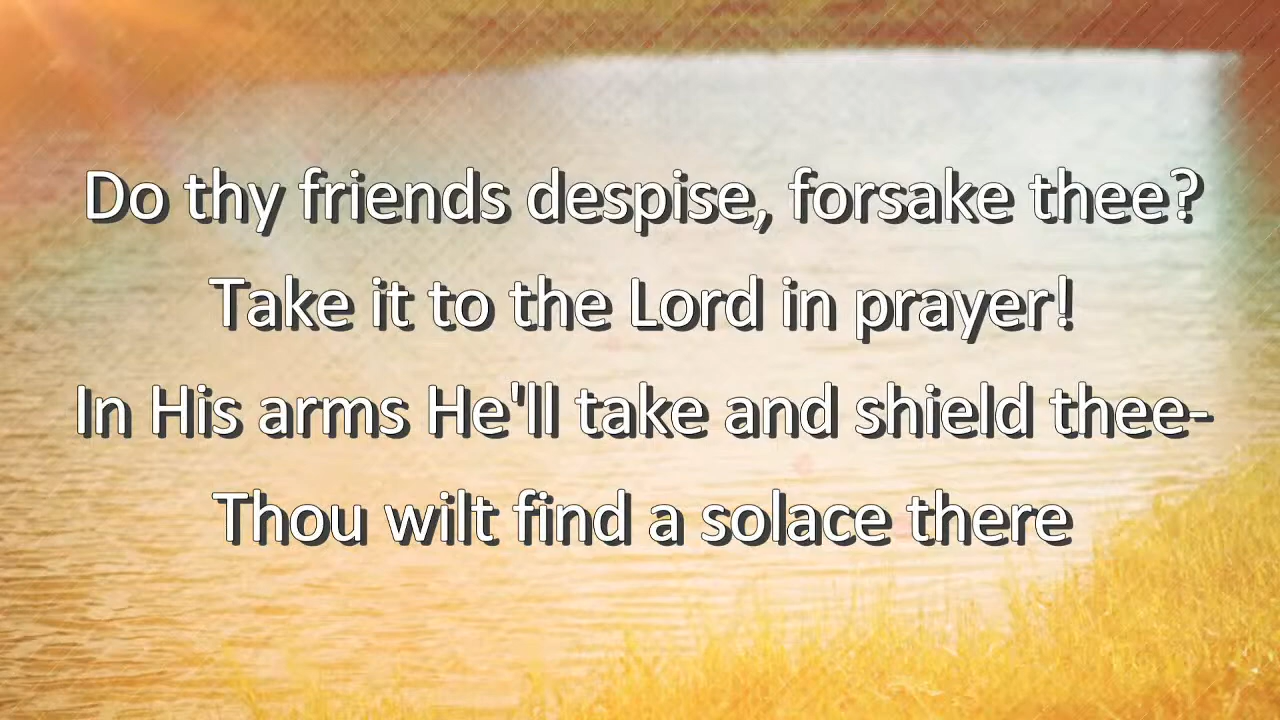 Do thy friends despise, forsake thee?
Take it to the Lord in prayer!
In His arms He'll take and shield thee-
Thou wilt find a solace there